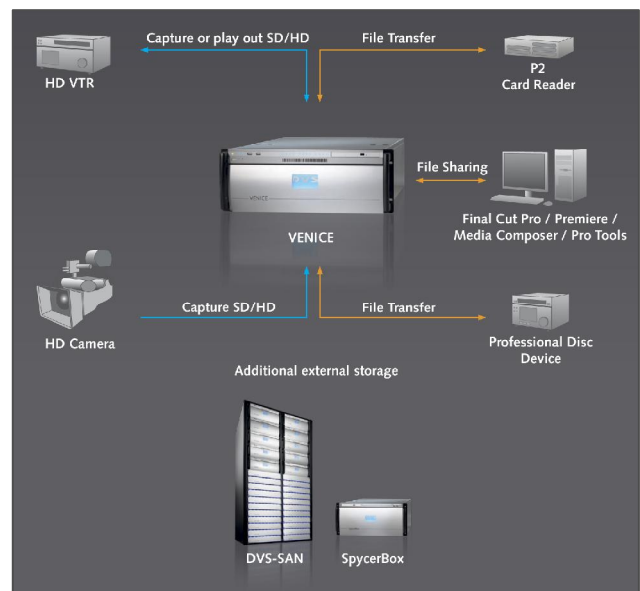 Capture or play out SD/HD
File Transfer
HD VTR
P2
Card Reader
File Sharing
VENICE
VENICE
Final Cut Pro / Premiere /
Media Composer / Pro Tools
HD Camera
Capture SD/HD
File Transfer
Professional Disc
Device
Additional external storage
DVS-SAN
SpycerBox